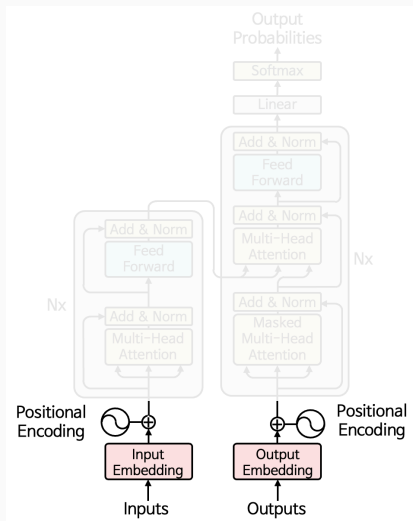 Output
Probabilities
Softmax
Linear
Add & Norm
Feed
Forward
Add & Norm
Multi-Head
Attention
Nx
Add & Norm
Masked
Multi-Head
Attention
Add & Norm
Feed
Forward
Nx
Add & Norm
Multi-Head
Attention
Positional
Encoding
Positional
Encoding
Input
Embedding
Output
Embedding
Inputs
Outputs